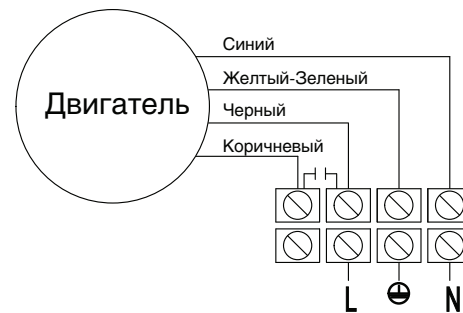 Синий
Желтый-Зеленый
Двигатель
Черный
Коричневый
L N